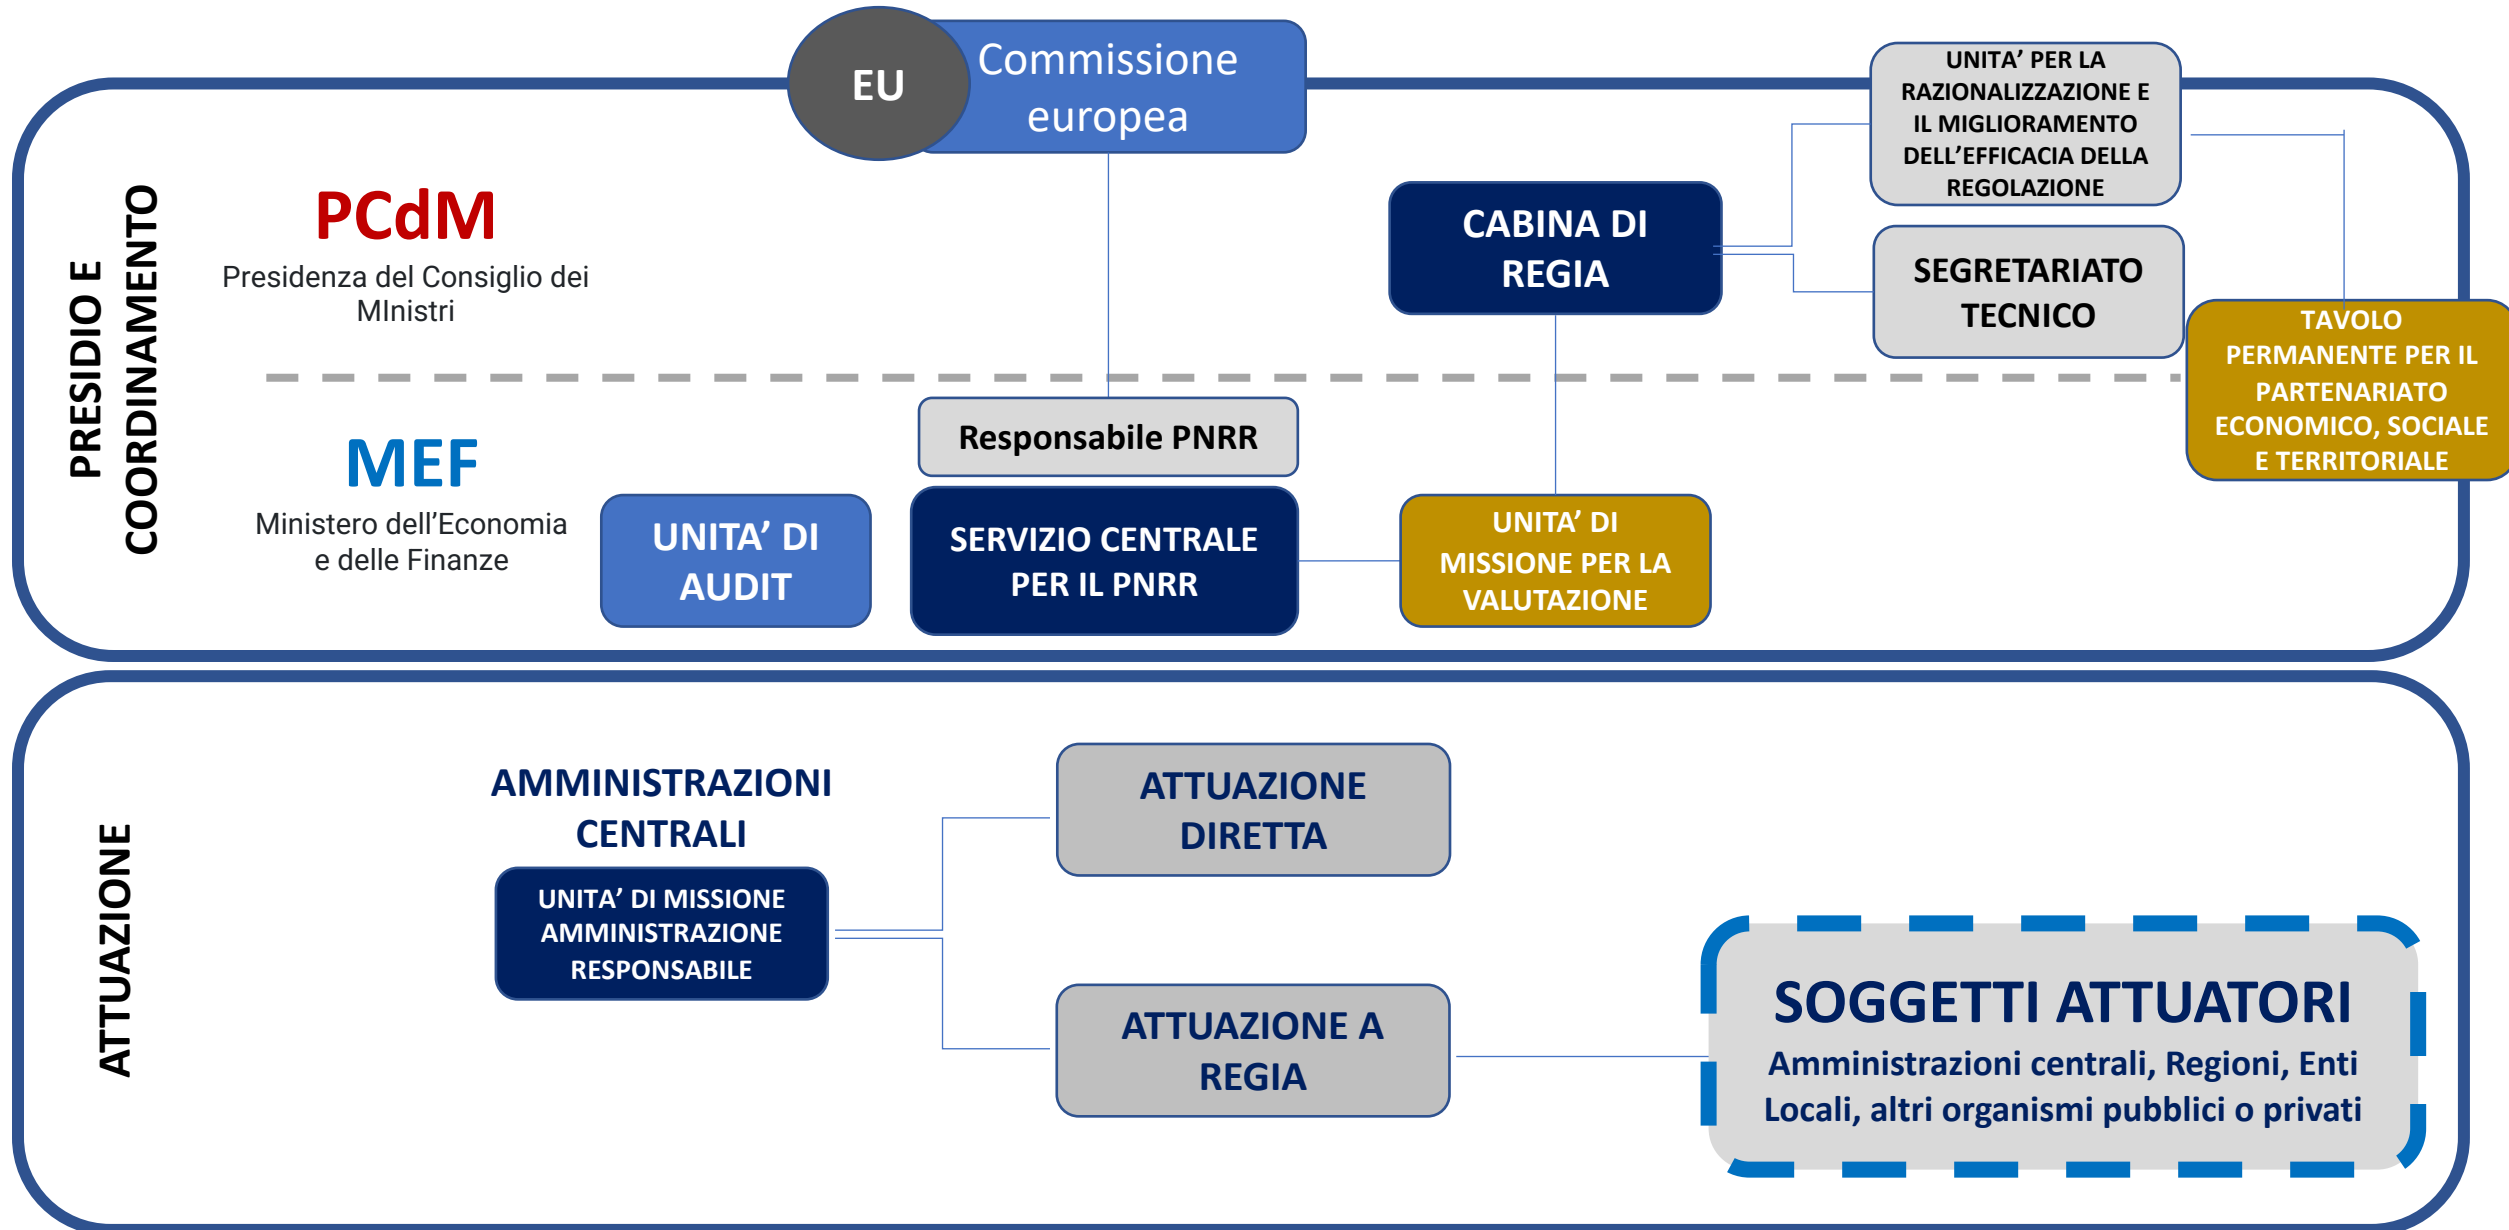 EU
Commissione
europea
PRESIDIO E
COORDINAMENTO
PCdM
Presidenza del Consiglio dei
MInistri
CABINA DI
REGIA
UNITA’ PER LA
RAZIONALIZZAZIONE E
IL MIGLIORAMENTO
DELL’EFFICACIA DELLA
REGOLAZIONE
SEGRETARIATO
TECNICO
TAVOLO
PERMANENTE PER IL
PARTENARIATO
ECONOMICO, SOCIALE
E TERRITORIALE
MEF
Ministero dell’Economia
e delle Finanze
UNITA’ DI
AUDIT
Responsabile PNRR
SERVIZIO CENTRALE
PER IL PNRR
UNITA’ DI
MISSIONE PER LA
VALUTAZIONE
ATTUAZIONE
AMMINISTRAZIONI
CENTRALI
UNITA’ DI MISSIONE
AMMINISTRAZIONE
RESPONSABILE
ATTUAZIONE
DIRETTA
ATTUAZIONE A
REGIA
SOGGETTI ATTUATORI
Amministrazioni centrali, Regioni, Enti
Locali, altri organismi pubblici o privati